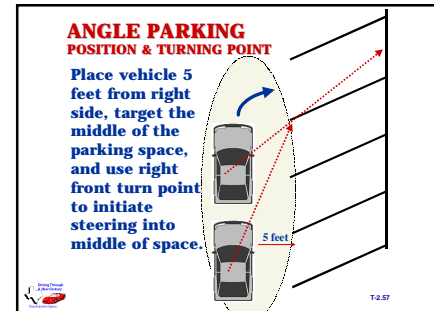 ANGLE PARKING
POSITION & TURNING POINT
Place vehicle 5
feet from right
side, target the
middle of the
parking space,
and use right
front turn point
to initiate
steering into
middle of space.
5 feet
Driving Through
A New Century
T-2.57